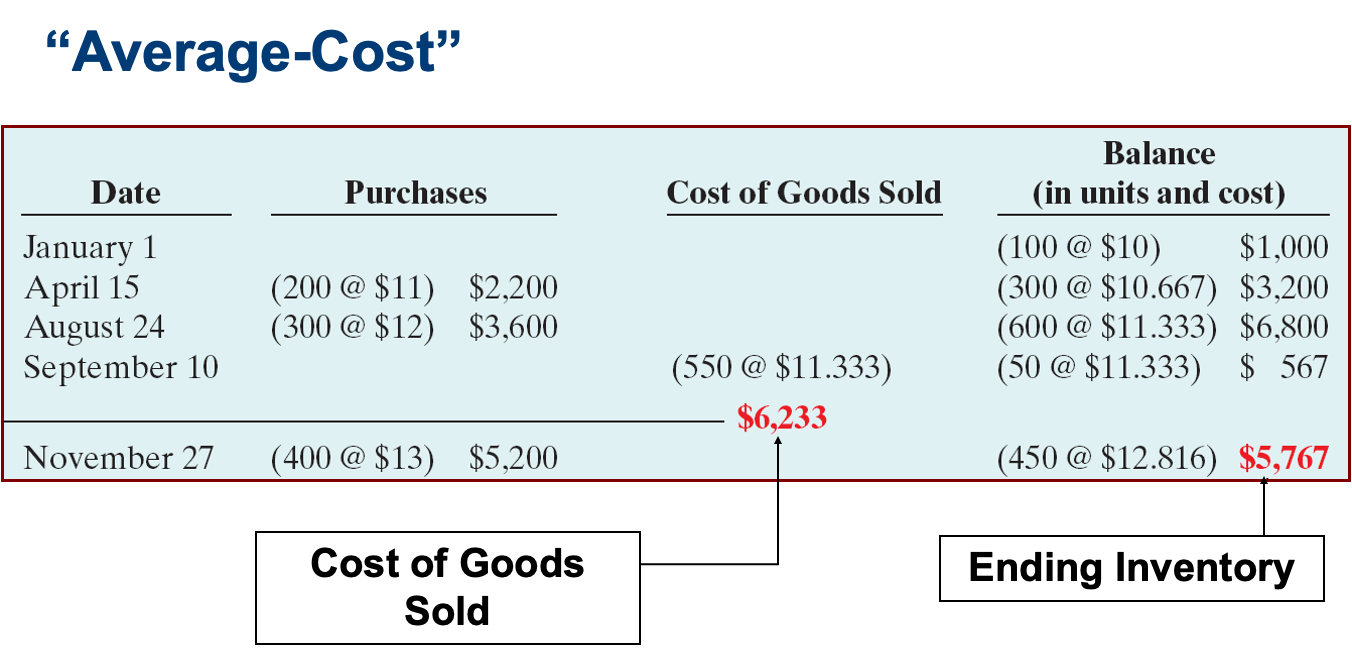 “Average-Cost”
Balance
Date Purchases Cost of Goods Sold (in units and cost)
January 1 (100 @ $10) $1,000
April 15 (200 @ $11) $2,200 (300 @ $10.667) $3,200
August 24 (300 @ $12) $3,600 (600 @ $11.333) $6,800
September 10 (550 @ $11.333) (50 @ $11.333) $ 567
$6,233
November 27 (400 @ $13) $5,200 (450 @ $12.816) $5,767
Cost of Goods
Sold
Ending Inventory